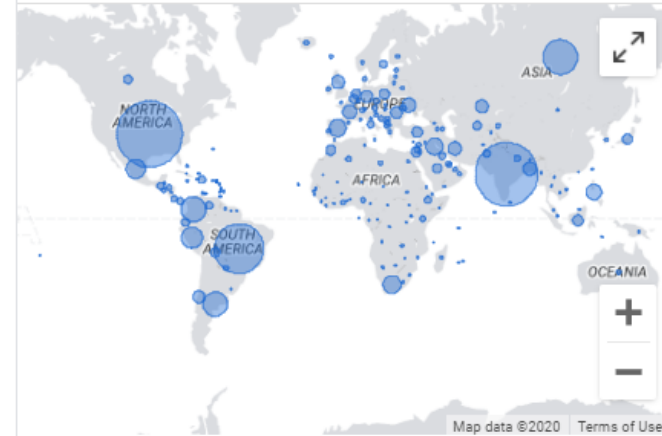 ASIA
NORTH
AMERICA
EUROPE
AFRICA
SOUTH
AMERICA
OCEANIA
Map data ©2020 Terms of Use